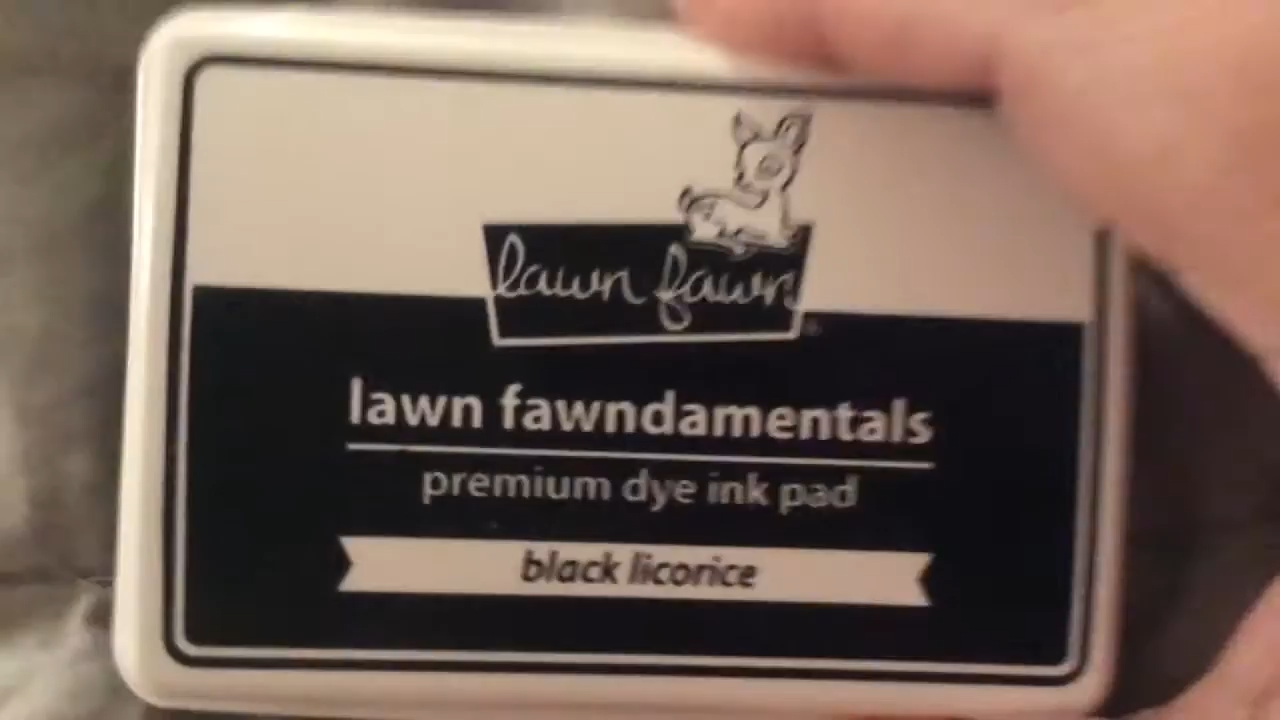 lawn fawn
lawn fawndamentals
premium dye ink pad
black licorice